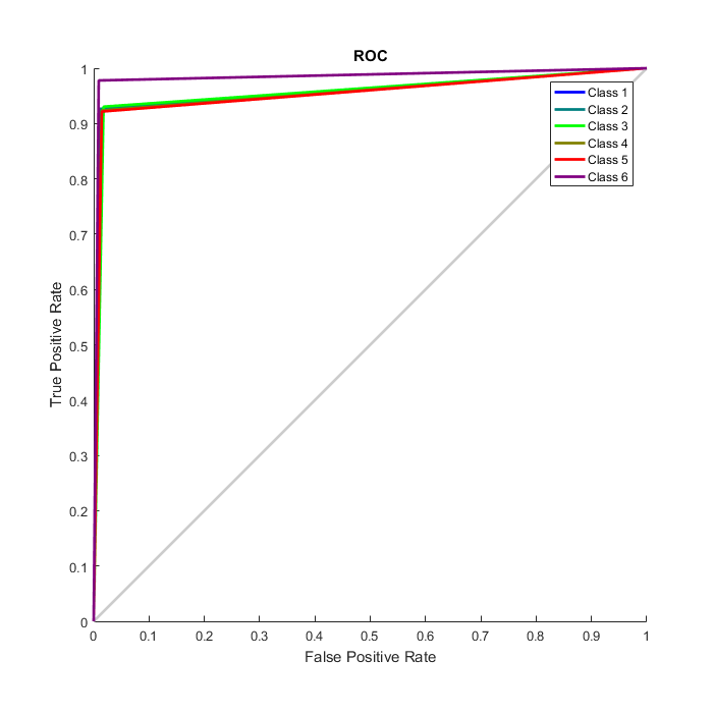 ROC
1
0.9
0.8
0.7
0.6
0.5
0.4
0.3
0.2
0.1
0
True Positive Rate
Class 1
Class 2
Class 3
Class 4
Class 5
Class 6
0 0.1 0.2 0.3 0.4 0.5 0.6 0.7 0.8 0.9 1
False Positive Rate